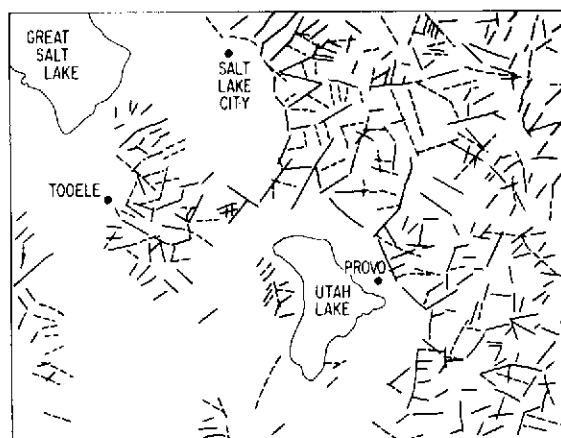 GREAT
SALT
LAKE
SALT
LAKE
CITY
TOOELE
PROVO
UTAH
LAKE